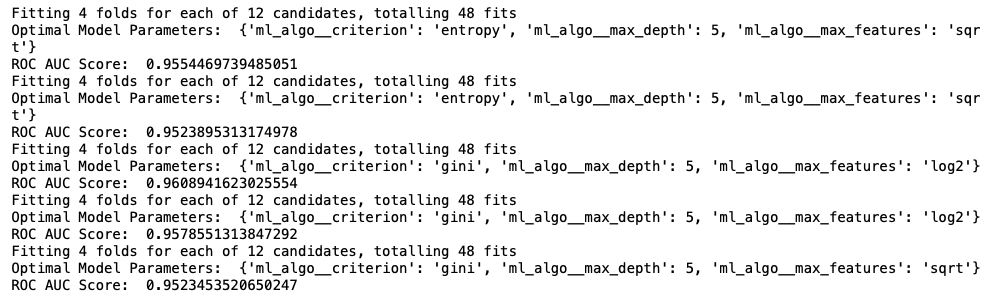 Fitting 4 folds for each of 12 candidates, totalling 48 fits
Optimal Model Parameters:  {'ml_algo__criterion': 'entropy', 'ml_algo__max_depth': 5, 'ml_algo__max_features': 'sqr
t'}
ROC AUC Score:  0.9554469739485051
Fitting 4 folds for each of 12 candidates, totalling 48 fits
Optimal Model Parameters:  {'ml_algo__criterion': 'entropy', 'ml_algo__max_depth': 5, 'ml_algo__max_features': 'sqr
t'}
ROC AUC Score:  0.9523895313174978
Fitting 4 folds for each of 12 candidates, totalling 48 fits
Optimal Model Parameters:  {'ml_algo__criterion': 'gini', 'ml_algo__max_depth': 5, 'ml_algo__max_features': 'log2'}
ROC AUC Score:  0.9608941623025554
Fitting 4 folds for each of 12 candidates, totalling 48 fits
Optimal Model Parameters:  {'ml_algo__criterion': 'gini', 'ml_algo__max_depth': 5, 'ml_algo__max_features': 'log2'}
ROC AUC Score:  0.9578551313847292
Fitting 4 folds for each of 12 candidates, totalling 48 fits
Optimal Model Parameters:  {'ml_algo__criterion': 'gini', 'ml_algo__max_depth': 5, 'ml_algo__max_features': 'sqrt'}
ROC AUC Score:  0.9523453520650247